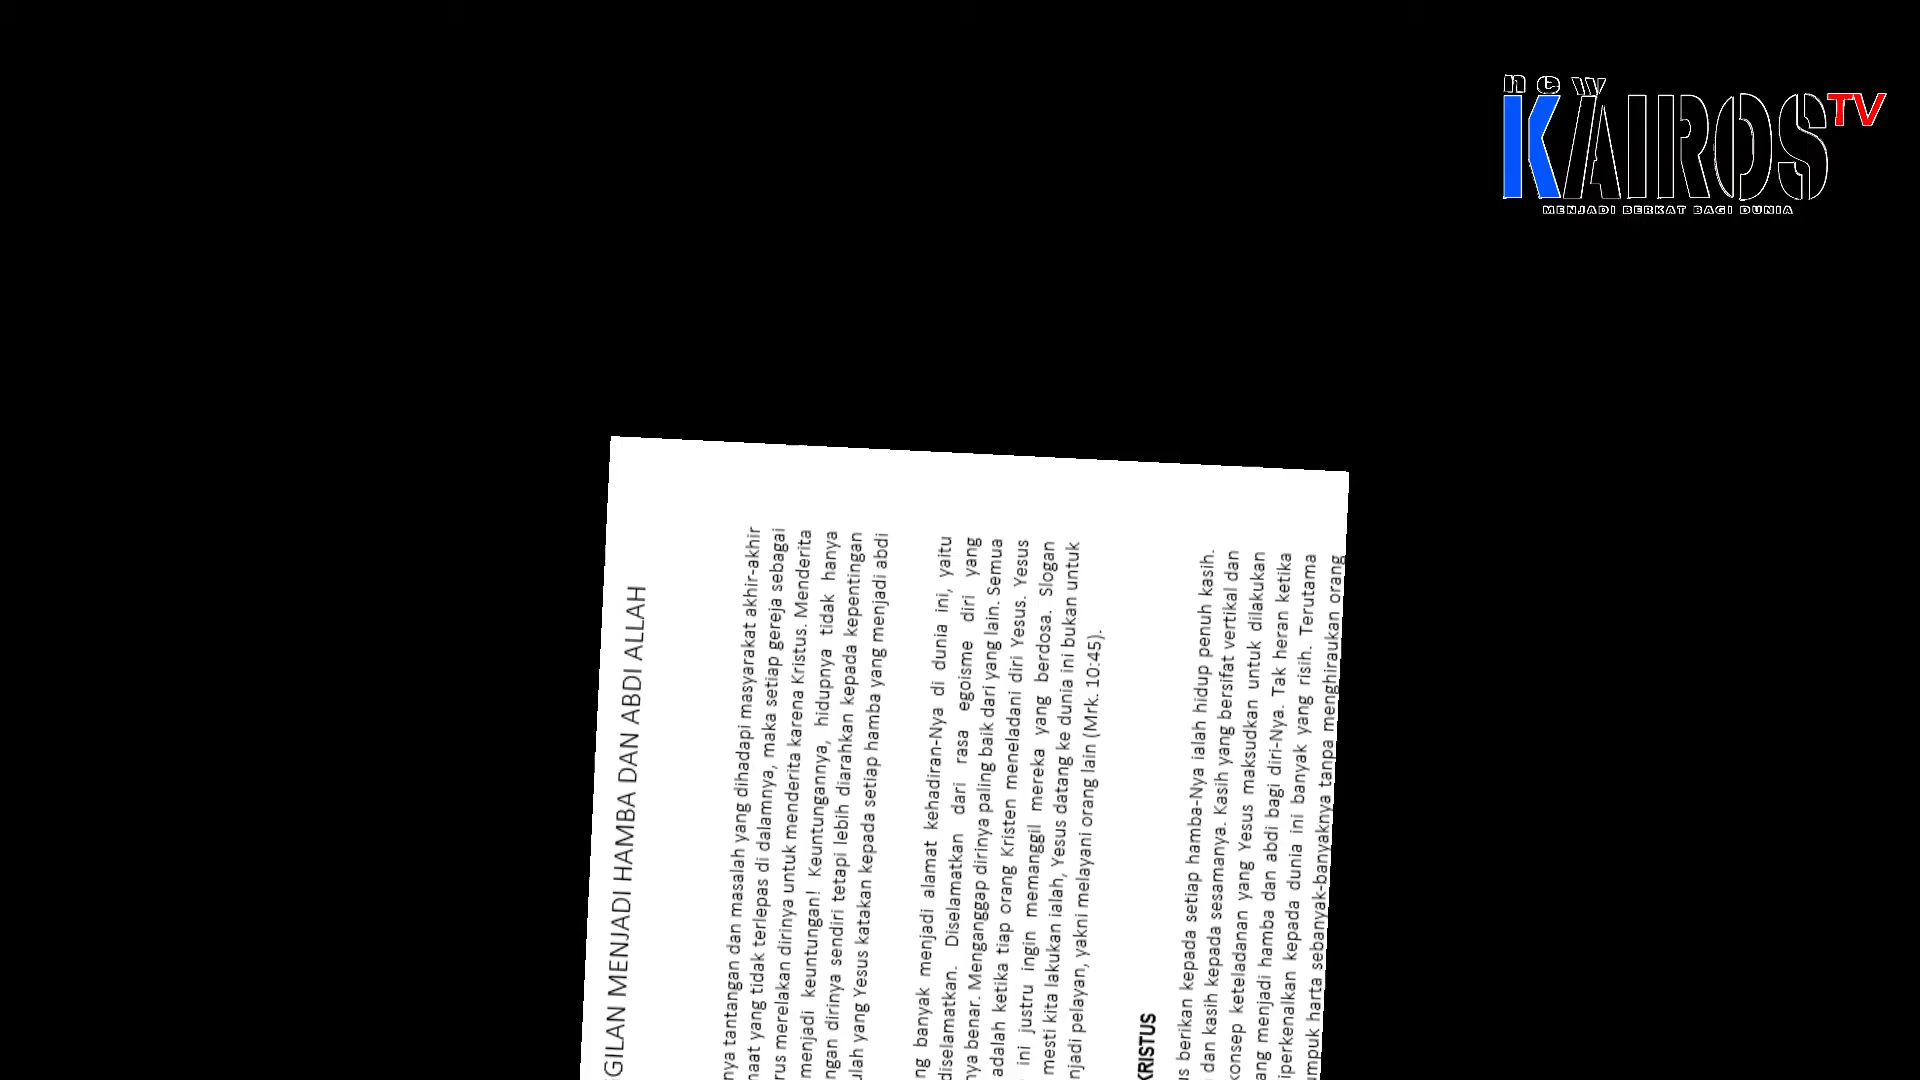 new
KAIROS TV
MENJADI BERKAT BAGI DUNIA
GILAN MENJADI HAMBA DAN ABDI ALLAH
nya tantangan dan masalah yang dihadapi masyarakat akhir-akhir
maat yang tidak terlepas di dalamnya, maka setiap gereja sebagai
rus merelakan dirinya untuk menderita karena Kristus. Menderita
menjadi keuntungan! Keuntungannya, hidupnya tidak hanya
ngan dirinya sendiri tetapi lebih diarahkan kepada kepentingan
ulah yang Yesus katakan kepada setiap hamba yang menjadi abdi
ng banyak menjadi alamat kehadiran-Nya di dunia ini, yaitu
diselamatkan. Diselamatkan dari rasa egoisme diri yang
nya benar. Menganggap dirinya paling baik dari yang lain. Semua
adalah ketika tiap orang Kristen meneladani diri Yesus. Yesus
ini justru ingin memanggil mereka yang berdosa. Slogan
mesti kita lakukan ialah, Yesus datang ke dunia ini bukan untuk
njadi pelayan, yakni melayani orang lain (Mrk. 10:45).
KRISTUS
us berikan kepada setiap hamba-Nya ialah hidup penuh kasih.
dan kasih kepada sesamanya. Kasih yang bersifat vertikal dan
konsep keteladanan yang Yesus maksudkan untuk dilakukan
ang menjadi hamba dan abdi bagi diri-Nya. Tak heran ketika
iperkenalkan kepada dunia ini banyak yang risih. Terutama
umpuk harta sebanyak-banyaknya tanpa menghiraukan orang